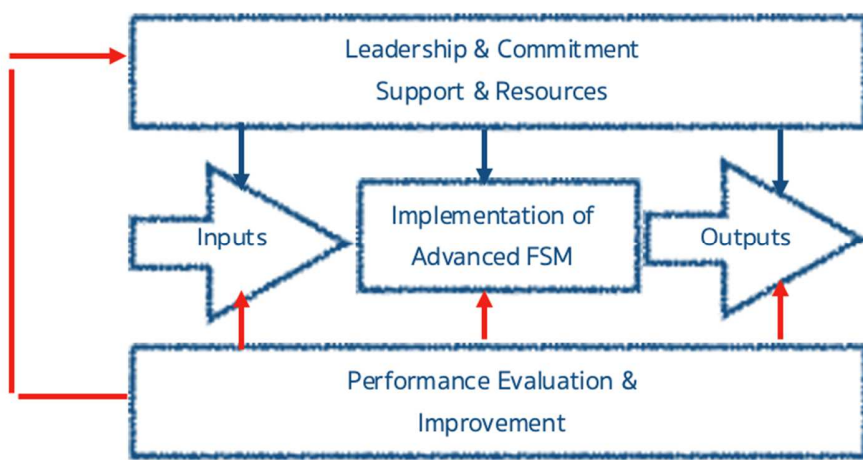 Leadership & Commitment
Support & Resources
Inputs
Implementation of
Advanced FSM
Outputs
Performance Evaluation &
Improvement